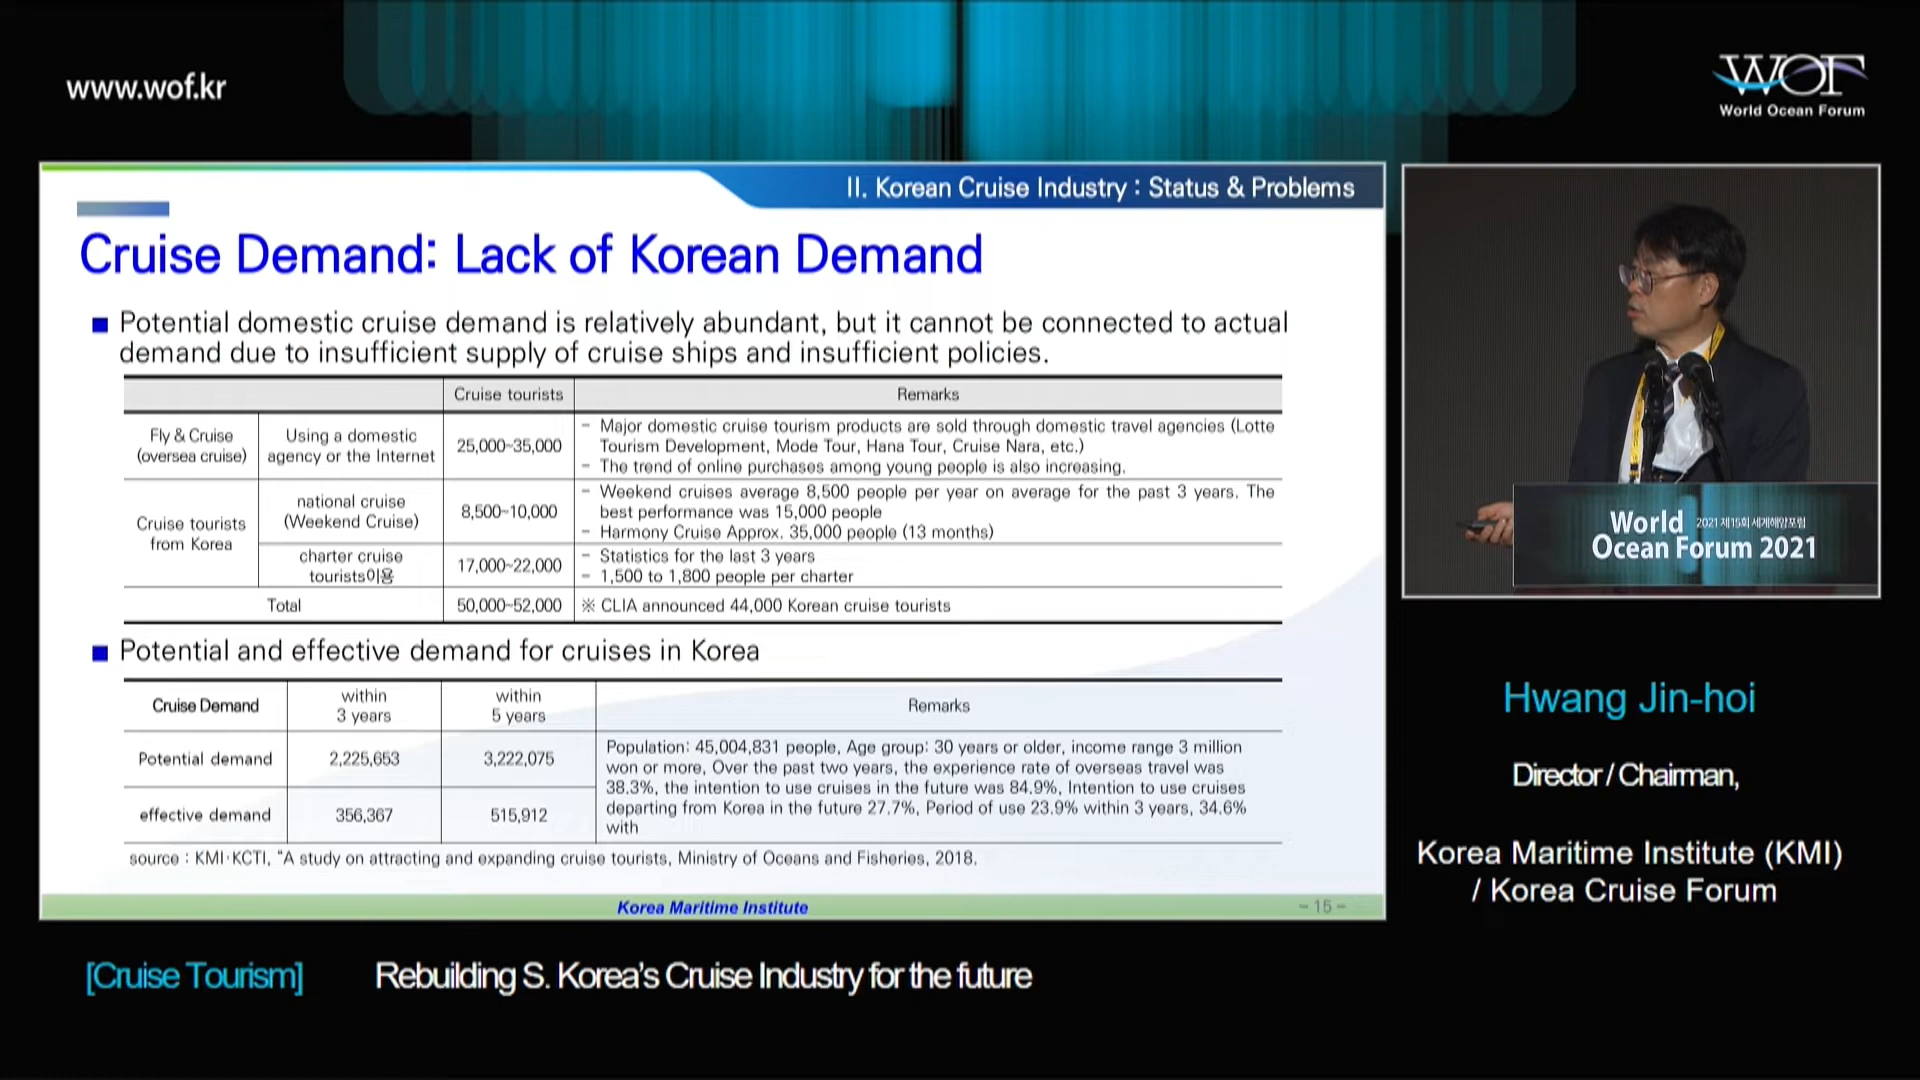 www.wof.kr
WOF
World Ocean Forum
II. Korean Cruise Industry : Status & Problems
Cruise Demand: Lack of Korean Demand
■ Potential domestic cruise demand is relatively abundant, but it cannot be connected to actual
demand due to insufficient supply of cruise ships and insufficient policies.
Cruise tourists
Remarks
Fly & Cruise
(oversea cruise)
Using a domestic
agency or the Internet
25,000~35,000
- Major domestic cruise tourism products are sold through domestic travel agencies (Lotte
Tourism Development, Mode Tour, Hana Tour, Cruise Nara, etc.)
- The trend of online purchases among young people is also increasing.
Cruise tourists
from Korea
national cruise
(Weekend Cruise)
8,500~10,000
- Weekend cruises average 8,500 people per year on average for the past 3 years. The
best performance was 15,000 people
- Harmony Cruise Approx. 35,000 people (13 months)
charter cruise
tourists이용
17,000~22,000
- Statistics for the last 3 years
- 1,500 to 1,800 people per charter
Total
50,000~52,000
※ CLIA announced 44,000 Korean cruise tourists
■ Potential and effective demand for cruises in Korea
Cruise Demand
within
3 years
within
5 years
Remarks
Potential demand
2,225,653
3,222,075
Population: 45,004,831 people, Age group: 30 years or older, income range 3 million
won or more, Over the past two years, the experience rate of overseas travel was
38.3%, the intention to use cruises in the future was 84.9%, Intention to use cruises
departing from Korea in the future 27.7%, Period of use 23.9% within 3 years, 34.6%
with
effective demand
356,367
515,912
source : KMI·KCTI, "A study on attracting and expanding cruise tourists, Ministry of Oceans and Fisheries, 2018.
Korea Maritime Institute
- 15 -
World 2021 제15회 세계해양포럼
Ocean Forum 2021
Hwang Jin-hoi
Director / Chairman,
Korea Maritime Institute (KMI)
/ Korea Cruise Forum
[Cruise Tourism] Rebuilding S. Korea's Cruise Industry for the future